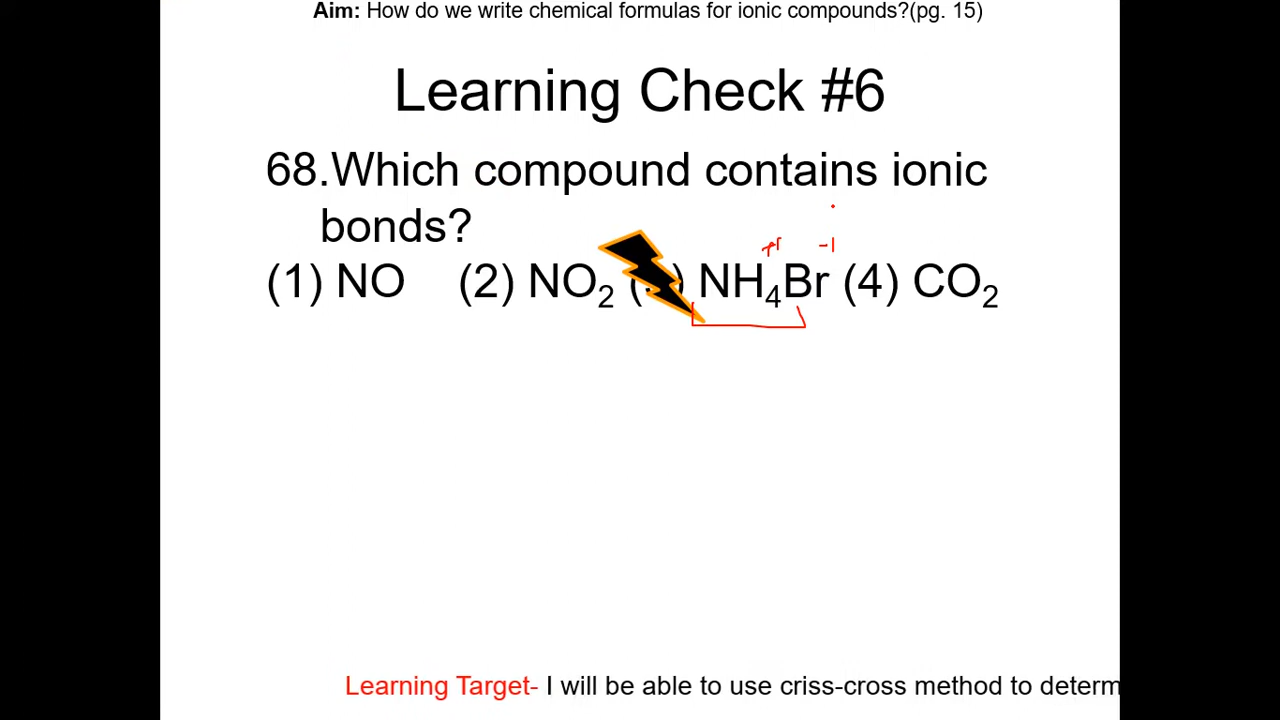 Aim: How do we write chemical formulas for ionic compounds?(pg. 15)
Learning Check #6
68.Which compound contains ionic
bonds?
+1 -1
(1) NO (2) NO₂ ( ) NH₄Br (4) CO₂
Learning Target- I will be able to use criss-cross method to determ